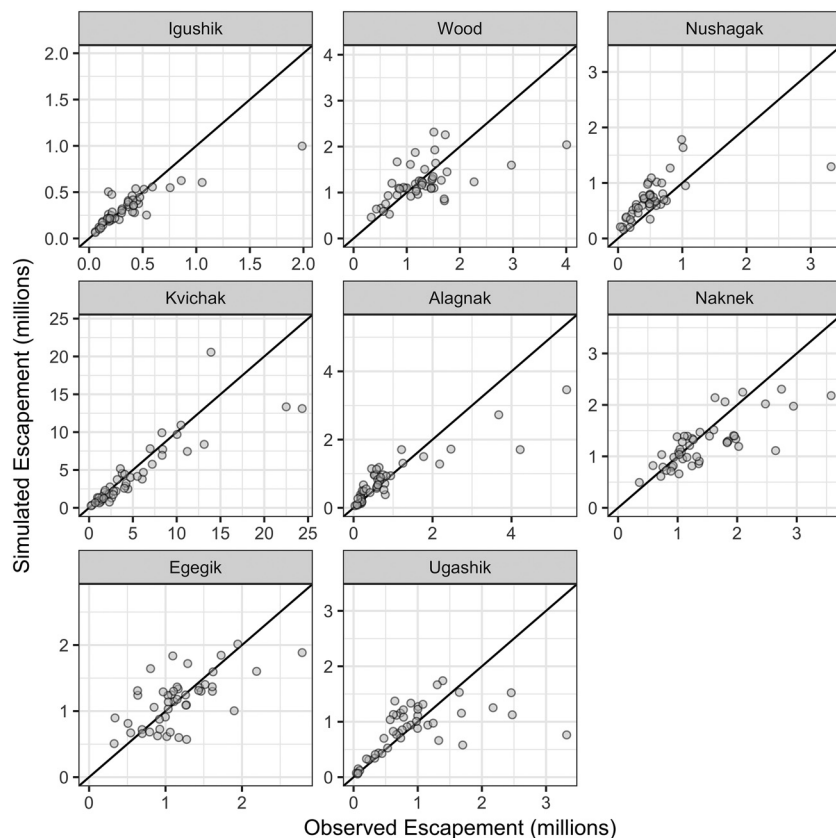 Igushik Wood Nushagak
2.0 4
1.5 3 3
1.0 2 2
0.5 1 1
0.0 0 0
0.0 0.5 1.0 1.5 2.0 0 1 2 3 4 0 1 2 3
Kvichak Alagnak Naknek
25
20 4 3
15
10 2 2
5 1
0 0 0
0 5 10 15 20 25 0 2 4 0 1 2 3
Egegik Ugashik
3
2 2
1 1
0 0
0 1 2 0 1 2 3
Simulated Escapement (millions)
Observed Escapement (millions)